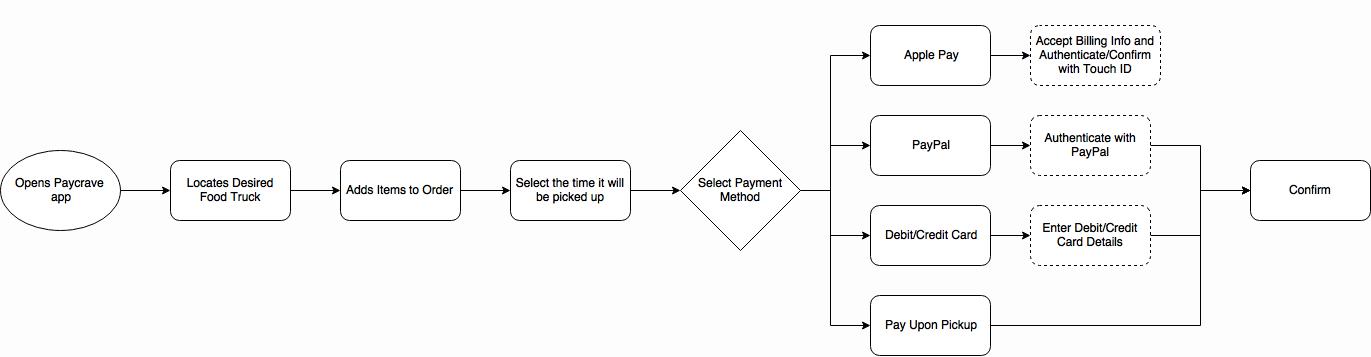 Opens Paycrave
app
Locates Desired
Food Truck
Adds Items to Order
Select the time it will
be picked up
Select Payment
Method
Apple Pay
Accept Billing Info and
Authenticate/Confirm
with Touch ID
PayPal
Authenticate with
PayPal
Debit/Credit Card
Enter Debit/Credit
Card Details
Pay Upon Pickup
Confirm